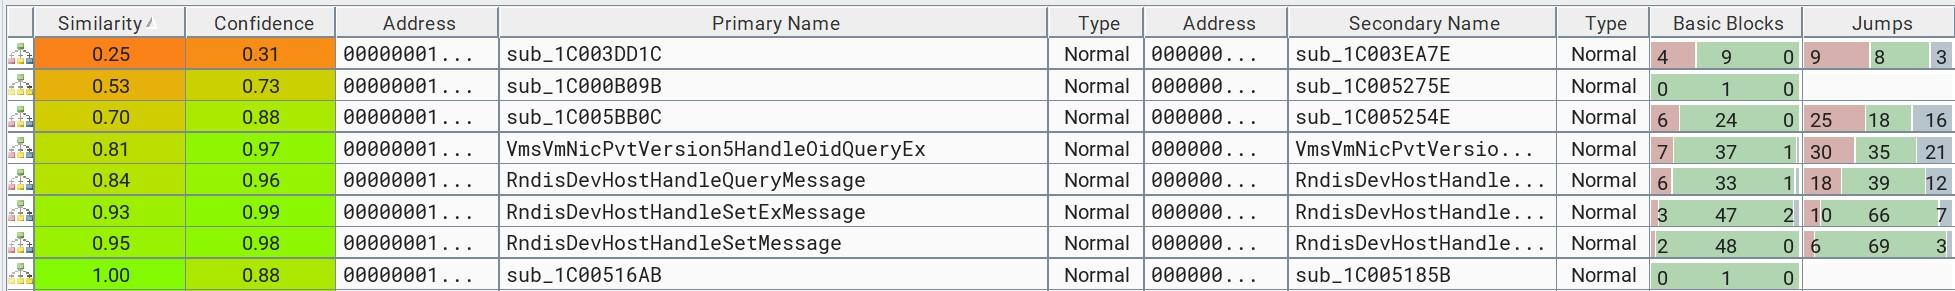 Similarity Confidence Address Primary Name Type Address Secondary Name Type Basic Blocks Jumps
0.25 0.31 00000001... sub_1C003DD1C Normal 000000... sub_1C003EA7E Normal 4 9 0 9 8 3
0.53 0.73 00000001... sub_1C000B09B Normal 000000... sub_1C005275E Normal 0 1 0
0.70 0.88 00000001... sub_1C005BB0C Normal 000000... sub_1C005254E Normal 6 24 0 25 18 16
0.81 0.97 00000001... VmsVmNicPvtVersion5HandleOidQueryEx Normal 000000... VmsVmNicPvtVersio... Normal 7 37 1 30 35 21
0.84 0.96 00000001... RndisDevHostHandleQueryMessage Normal 000000... RndisDevHostHandle... Normal 6 33 1 18 39 12
0.93 0.99 00000001... RndisDevHostHandleSetExMessage Normal 000000... RndisDevHostHandle... Normal 3 47 2 10 66 7
0.95 0.98 00000001... RndisDevHostHandleSetMessage Normal 000000... RndisDevHostHandle... Normal 2 48 0 6 69 3
1.00 0.88 00000001... sub_1C00516AB Normal 000000... sub_1C005185B Normal 0 1 0